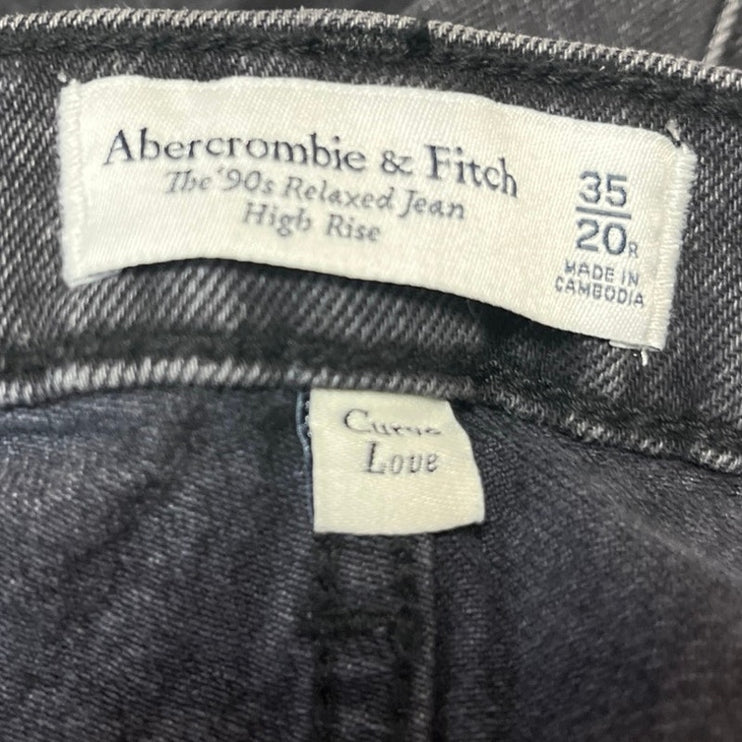 Abercrombie & Fitch
The '90s Relaxed Jean
High Rise
35
20R
MADE IN
CAMBODIA
Curve
Love